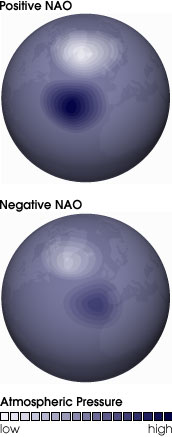 Positive NAO
Negative NAO
Atmospheric Pressure
low high